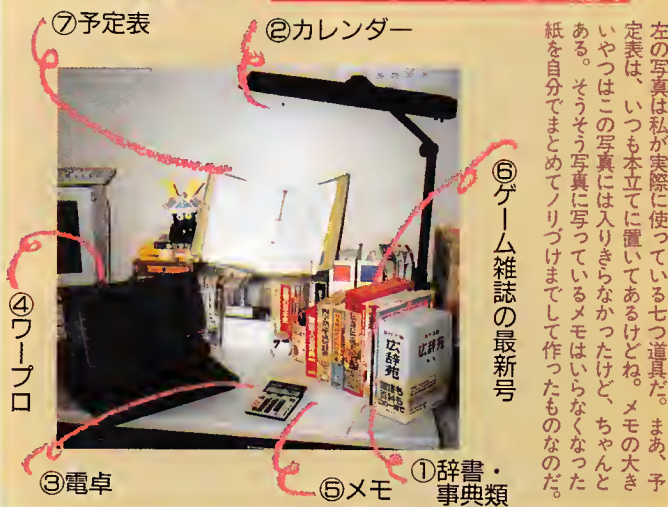 左の写真は私が実際に使っている七つ道具だ。まあ、予
定表は、いつも本立てに置いてあるけどね。メモの大き
いやつはこの写真には入りきらなかったけど、ちゃんと
ある。そうそう写真に写っているメモはいらなくなった
紙を自分でまとめてノリづけまでして作ったものなのだ。
⑦予定表
②カレンダー
⑥ゲーム雑誌の最新号
④ワープロ
③電卓
⑤メモ
①辞書・
事典類
広辞苑
広辞苑